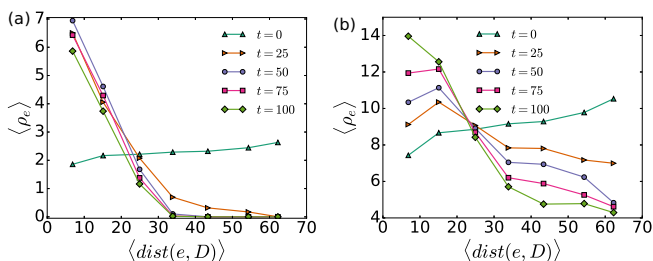 (a)
7
6
5
4
3
2
1
0
⟨ρₑ⟩
t = 0
t = 25
t = 50
t = 75
t = 100
0 10 20 30 40 50 60 70
⟨dist(e, D)⟩
(b)
16
14
12
10
8
6
4
⟨ρₑ⟩
t = 0
t = 25
t = 50
t = 75
t = 100
0 10 20 30 40 50 60 70
⟨dist(e, D)⟩